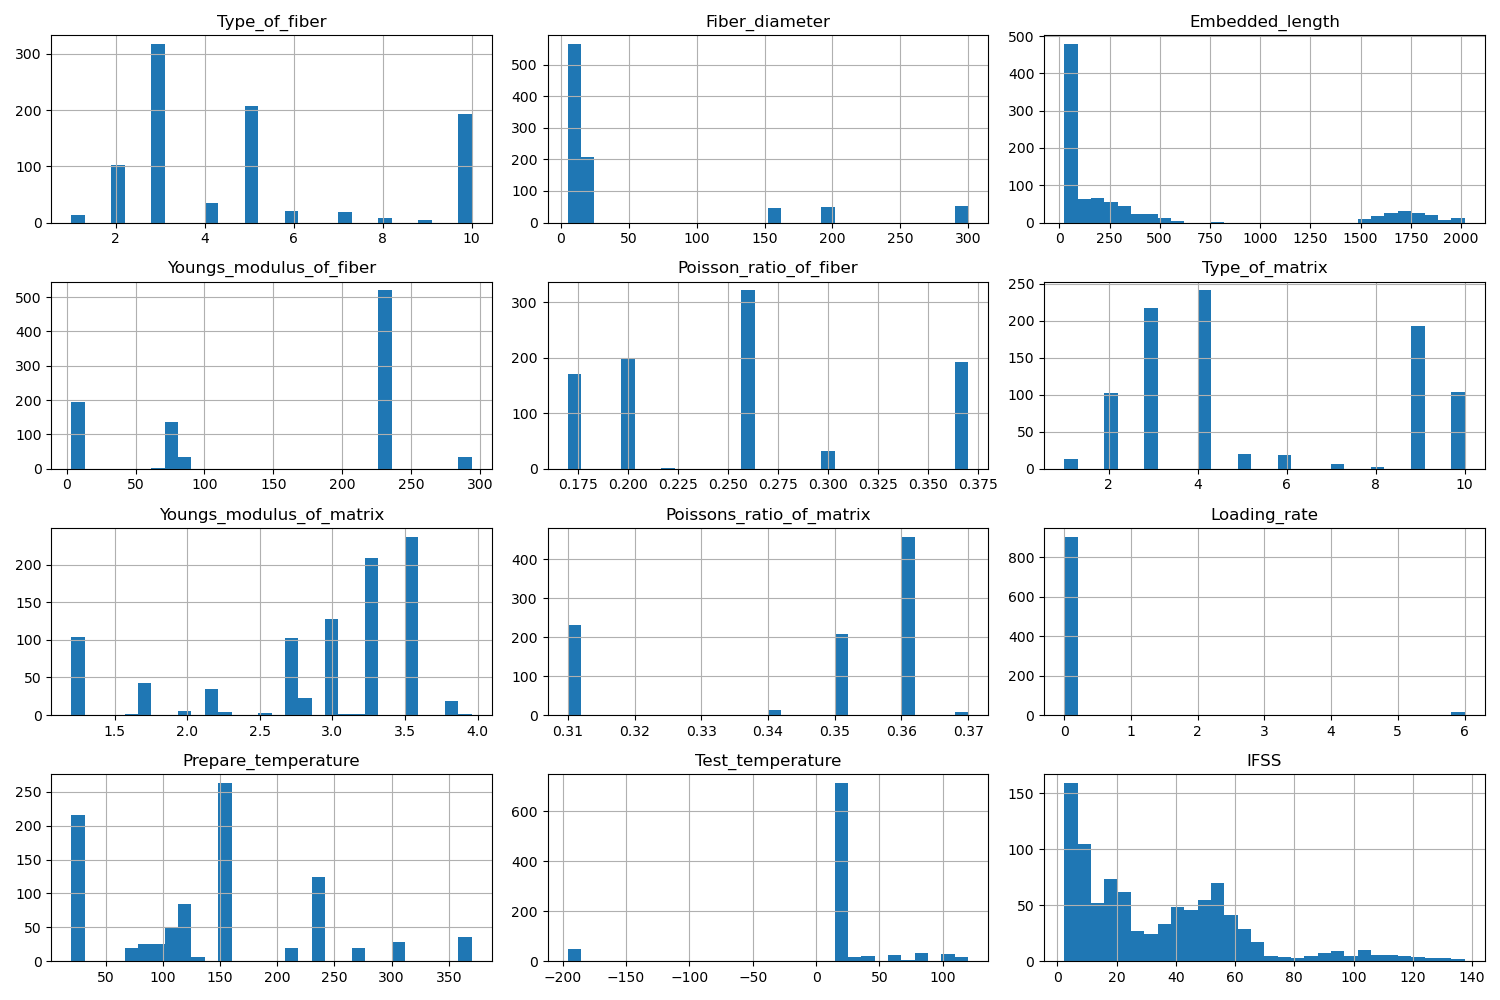 Type_of_fiber
300
200
100
0
2 4 6 8 10
Fiber_diameter
500
400
300
200
100
0
0 50 100 150 200 250 300
Embedded_length
500
400
300
200
100
0
0 250 500 750 1000 1250 1500 1750 2000
Youngs_modulus_of_fiber
500
400
300
200
100
0
0 50 100 150 200 250 300
Poisson_ratio_of_fiber
300
200
100
0
0.175 0.200 0.225 0.250 0.275 0.300 0.325 0.350 0.375
Type_of_matrix
250
200
150
100
50
0
2 4 6 8 10
Youngs_modulus_of_matrix
200
150
100
50
0
1.5 2.0 2.5 3.0 3.5 4.0
Poissons_ratio_of_matrix
400
300
200
100
0
0.31 0.32 0.33 0.34 0.35 0.36 0.37
Loading_rate
800
600
400
200
0
0 1 2 3 4 5 6
Prepare_temperature
250
200
150
100
50
0
50 100 150 200 250 300 350
Test_temperature
600
400
200
0
−200 −150 −100 −50 0 50 100
IFSS
150
100
50
0
0 20 40 60 80 100 120 140